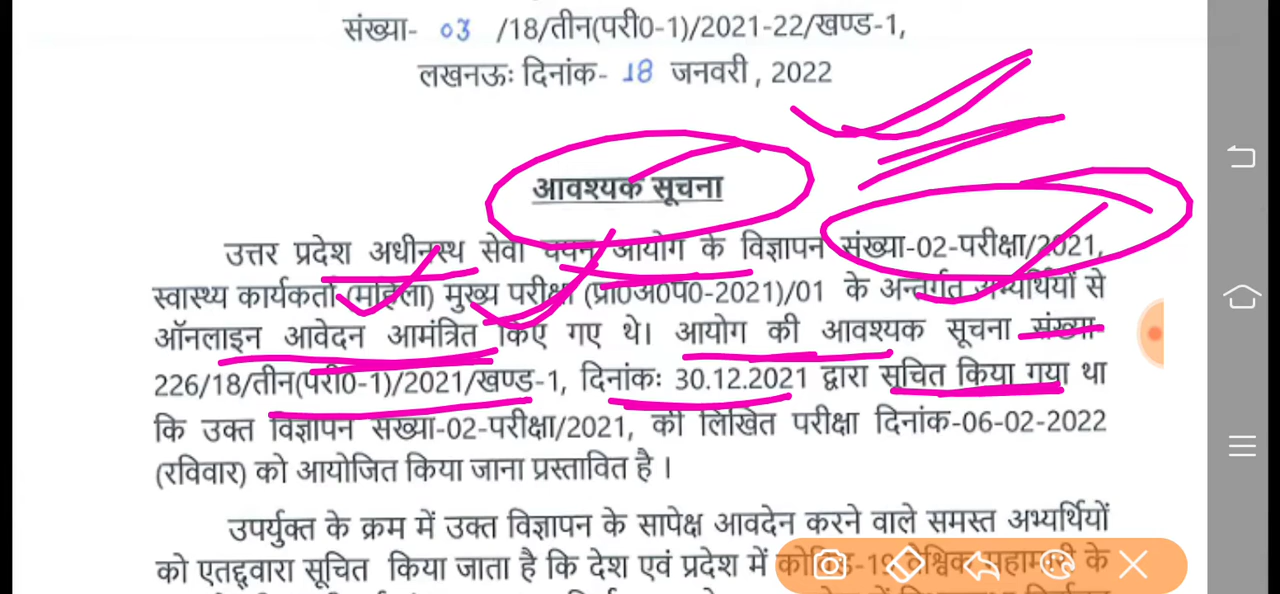 संख्या- 03 /18/तीन(परी0-1)/2021-22/खण्ड-1,
लखनऊः दिनांक- 18 जनवरी, 2022
आवश्यक सूचना
उत्तर प्रदेश अधीनस्थ सेवा चयन आयोग के विज्ञापन संख्या-02-परीक्षा/2021,
स्वास्थ्य कार्यकर्ता (महिला) मुख्य परीक्षा (प्रा0अ0प0-2021)/01 के अन्तर्गत अभ्यर्थियों से
ऑनलाइन आवेदन आमंत्रित किए गए थे। आयोग की आवश्यक सूचना संख्या-
226/18/तीन(परी0-1)/2021/खण्ड-1, दिनांकः 30.12.2021 द्वारा सूचित किया गया था
कि उक्त विज्ञापन संख्या-02-परीक्षा/2021, की लिखित परीक्षा दिनांक-06-02-2022
(रविवार) को आयोजित किया जाना प्रस्तावित है।
उपर्युक्त के क्रम में उक्त विज्ञापन के सापेक्ष आवदेन करने वाले समस्त अभ्यर्थियों
को एतद्द्वारा सूचित किया जाता है कि देश एवं प्रदेश में कोविड-19 वैश्विक महामारी के